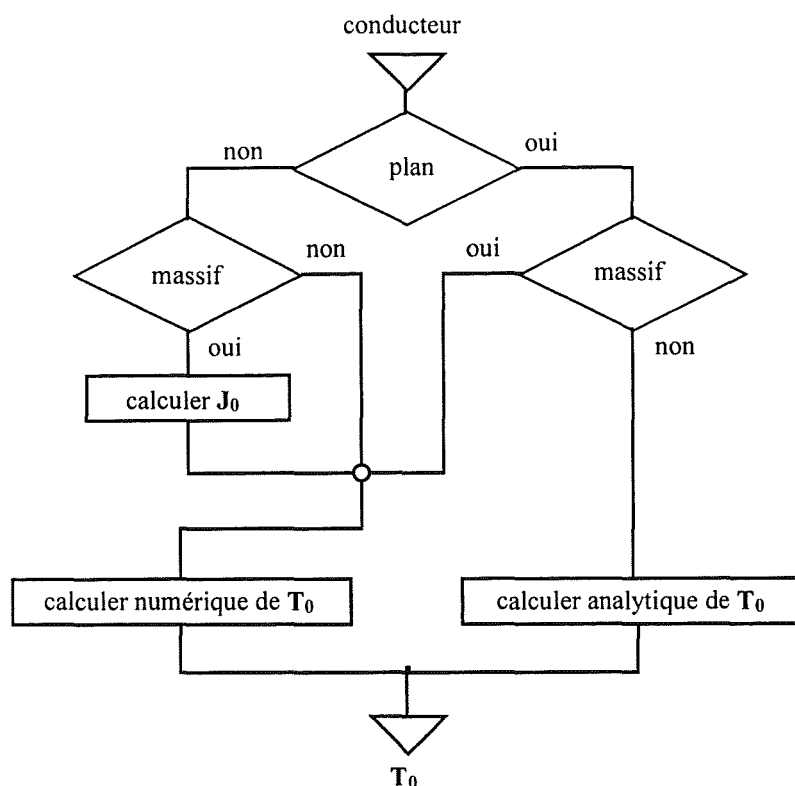 conducteur
non
plan
oui
massif
non
oui
massif
oui
non
calculer J₀
calculer numérique de T₀
calculer analytique de T₀
T₀